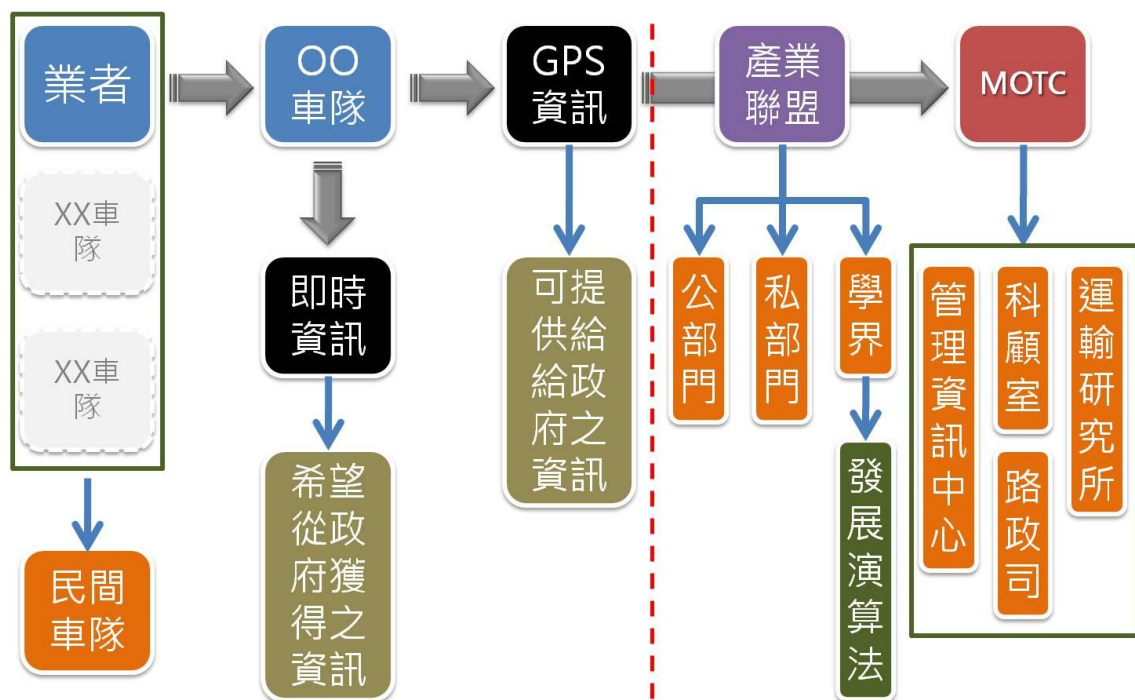 業者
OO
車隊
GPS
資訊
產業
聯盟
MOTC
XX車
隊
XX車
隊
民間
車隊
即時
資訊
希望
從政
府獲
得之
資訊
可提
供給
給政
府之
資訊
公部門
私部門
學界
發展演算法
管理資訊中心
科顧室
路政司
運輸研究所